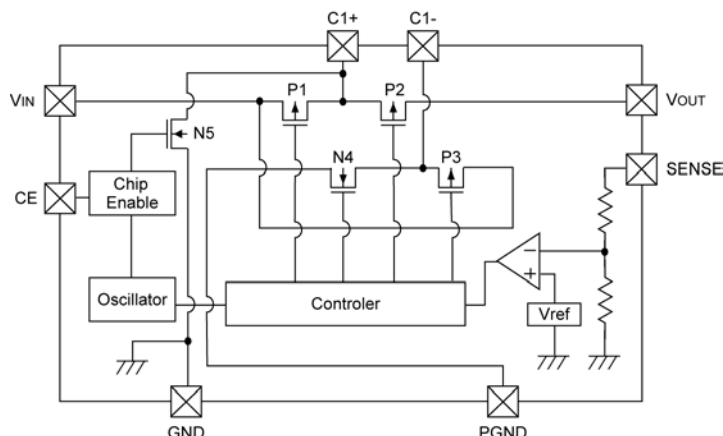 C1+ C1-
VIN P1 P2 VOUT
N5
N4 P3 SENSE
CE Chip Enable
Oscillator Controler
− +
Vref
GND PGND